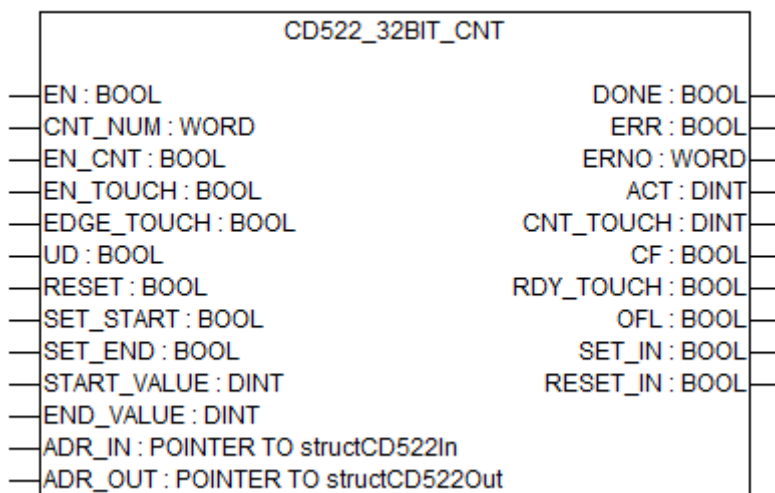 CD522_32BIT_CNT
EN : BOOL DONE : BOOL
CNT_NUM : WORD ERR : BOOL
EN_CNT : BOOL ERNO : WORD
EN_TOUCH : BOOL ACT : DINT
EDGE_TOUCH : BOOL CNT_TOUCH : DINT
UD : BOOL CF : BOOL
RESET : BOOL RDY_TOUCH : BOOL
SET_START : BOOL OFL : BOOL
SET_END : BOOL SET_IN : BOOL
START_VALUE : DINT RESET_IN : BOOL
END_VALUE : DINT
ADR_IN : POINTER TO structCD522In
ADR_OUT : POINTER TO structCD522Out